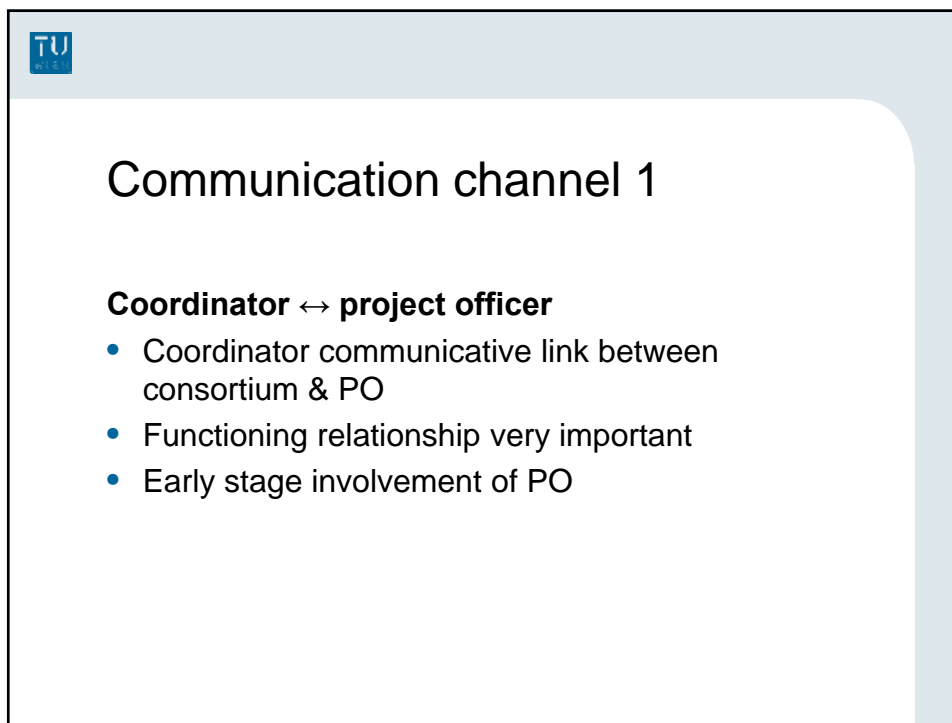 TU
Communication channel 1
Coordinator ↔ project officer
• Coordinator communicative link between
consortium & PO
• Functioning relationship very important
• Early stage involvement of PO